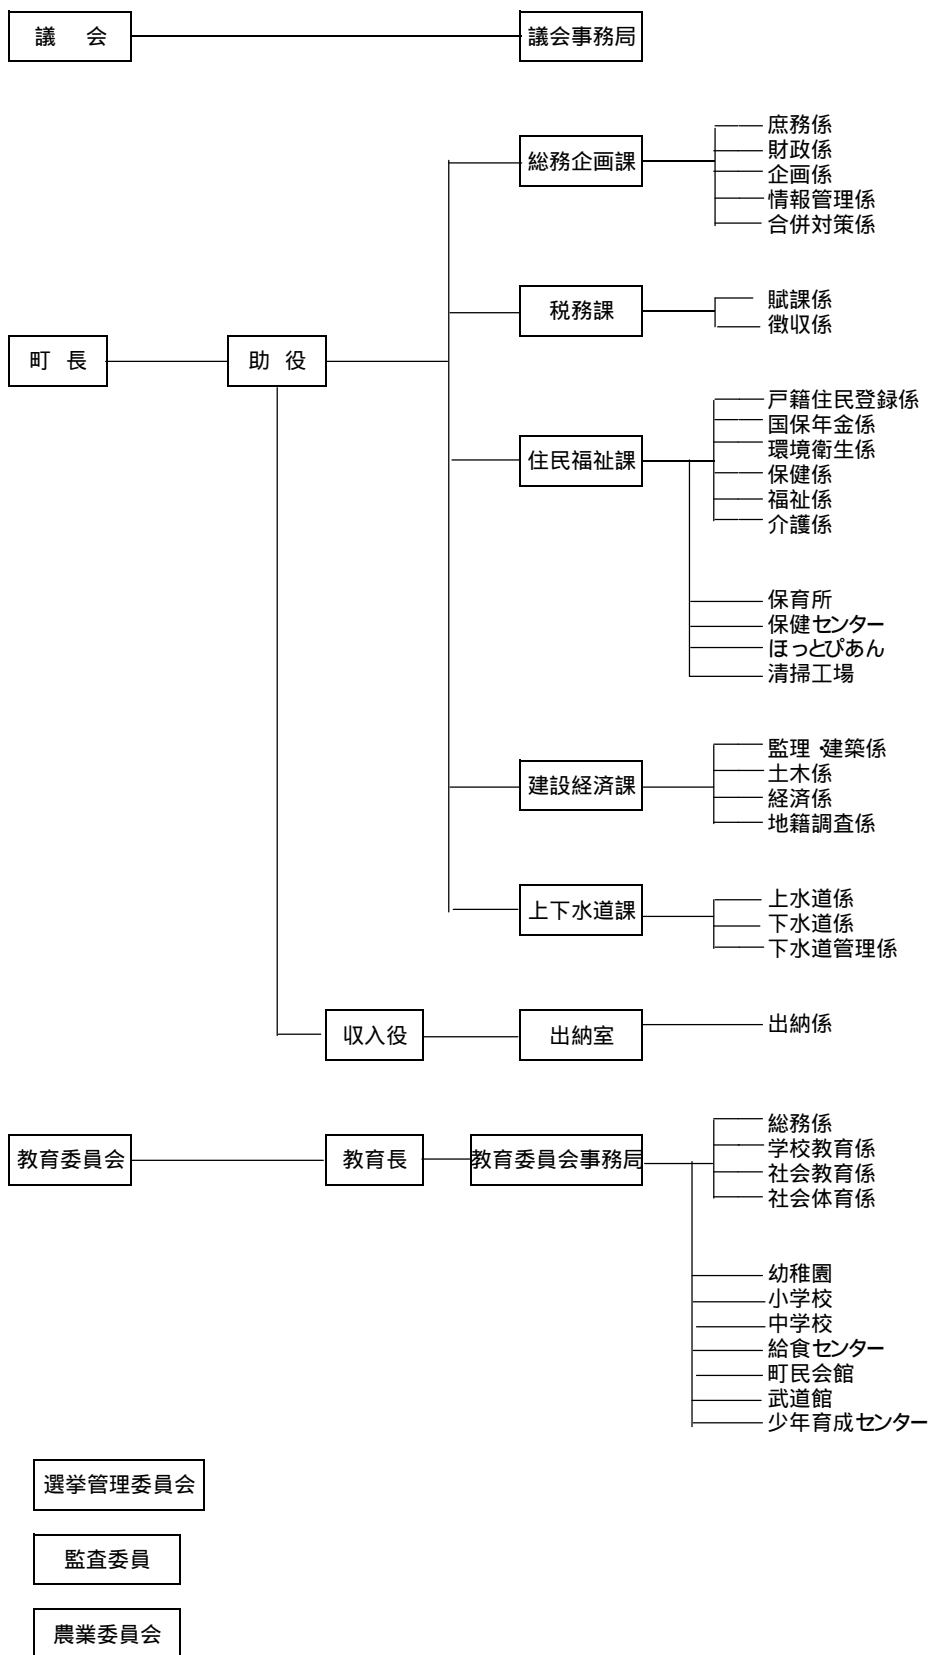 議 会
議会事務局
総務企画課
庶務係
財政係
企画係
情報管理係
合併対策係
税務課
賦課係
徴収係
町 長
助 役
住民福祉課
戸籍住民登録係
国保年金係
環境衛生係
保健係
福祉係
介護係
保育所
保健センター
ほっとぴあん
清掃工場
建設経済課
監理・建築係
土木係
経済係
地籍調査係
上下水道課
上水道係
下水道係
下水道管理係
収入役
出納室
出納係
教育委員会
教育長
教育委員会事務局
総務係
学校教育係
社会教育係
社会体育係
幼稚園
小学校
中学校
給食センター
町民会館
武道館
少年育成センター
選挙管理委員会
監査委員
農業委員会